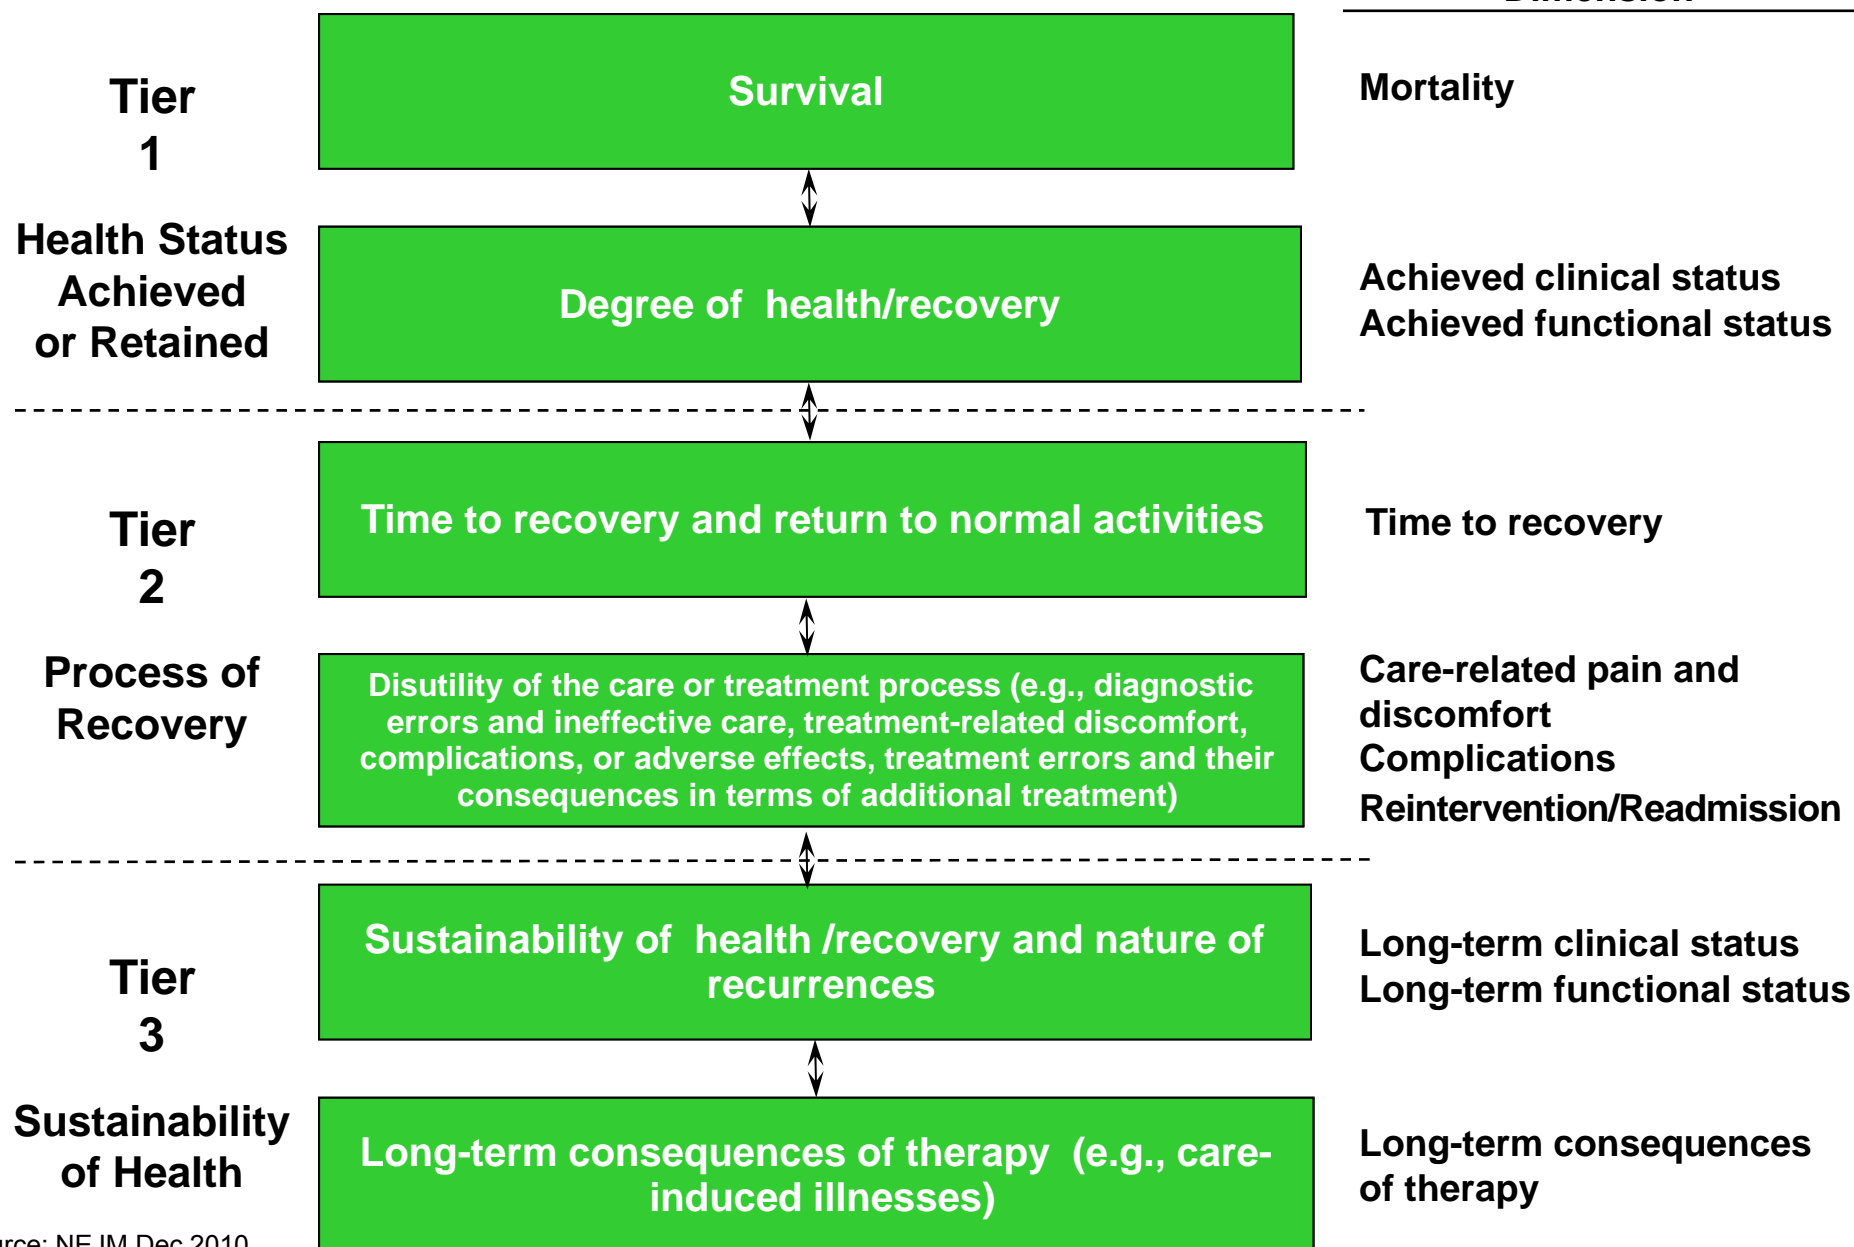 Dimension
Tier
1
Survival
Mortality
Health Status
Achieved
or Retained
Degree of  health/recovery
Achieved clinical status
Achieved functional status
Tier
2
Time to recovery and return to normal activities
Time to recovery
Process of
Recovery
Disutility of the care or treatment process (e.g., diagnostic
errors and ineffective care, treatment-related discomfort,
complications, or adverse effects, treatment errors and their
consequences in terms of additional treatment)
Care-related pain and
discomfort
Complications
Reintervention/Readmission
Tier
3
Sustainability of  health /recovery and nature of
recurrences
Long-term clinical status
Long-term functional status
Sustainability
of Health
Long-term consequences of therapy  (e.g., care-
induced illnesses)
Long-term consequences
of therapy
urce: NEJM Dec 2010